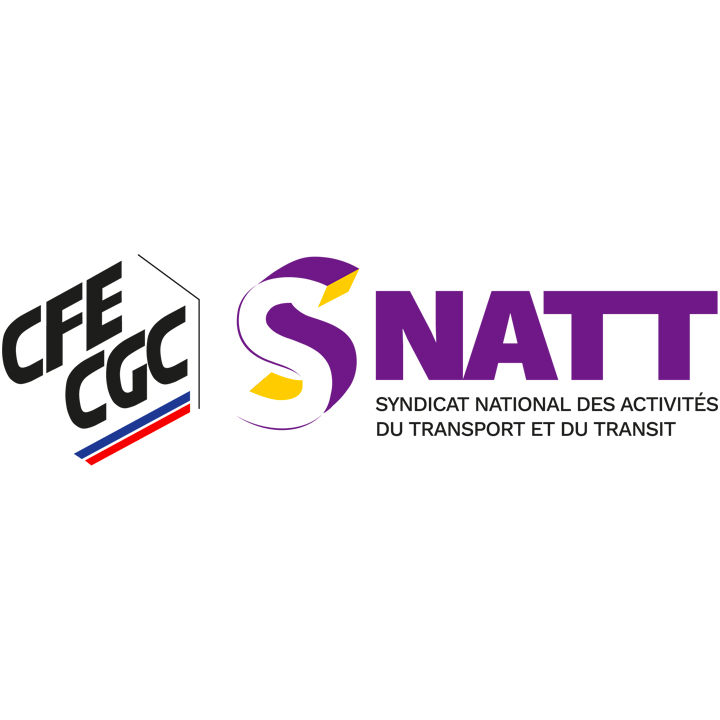 CFE
CGC
SNATT
SYNDICAT NATIONAL DES ACTIVITÉS
DU TRANSPORT ET DU TRANSIT